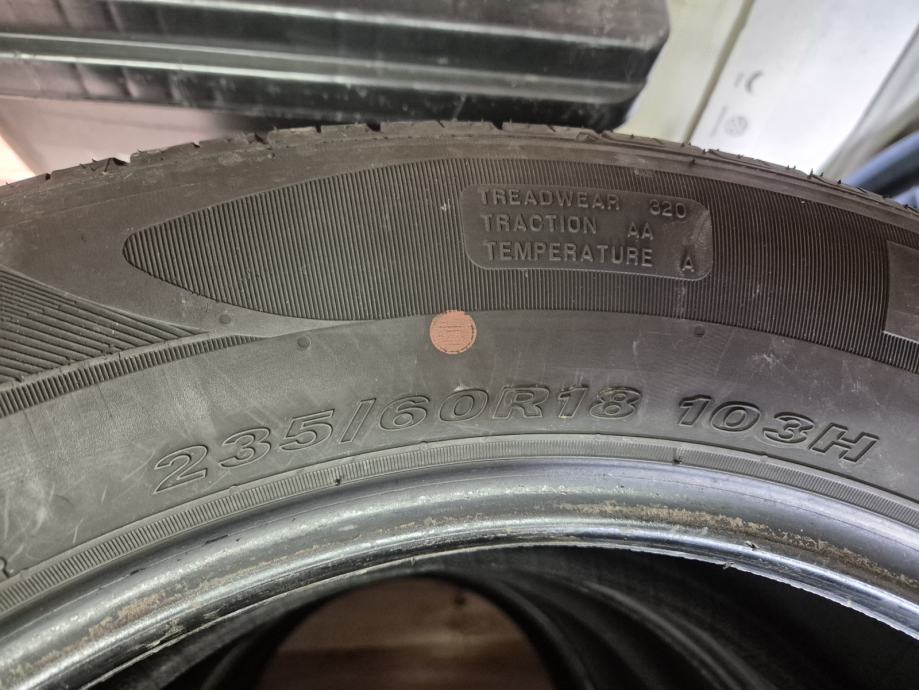 TREADWEAR 320
TRACTION AA
TEMPERATURE A
235/60R18 103H